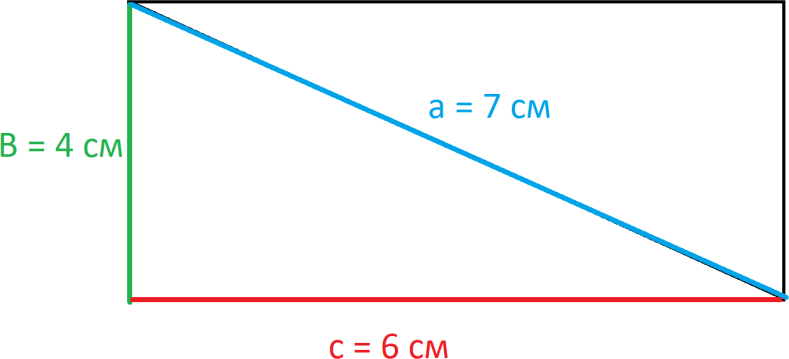 a = 7 см
В = 4 см
c = 6 см